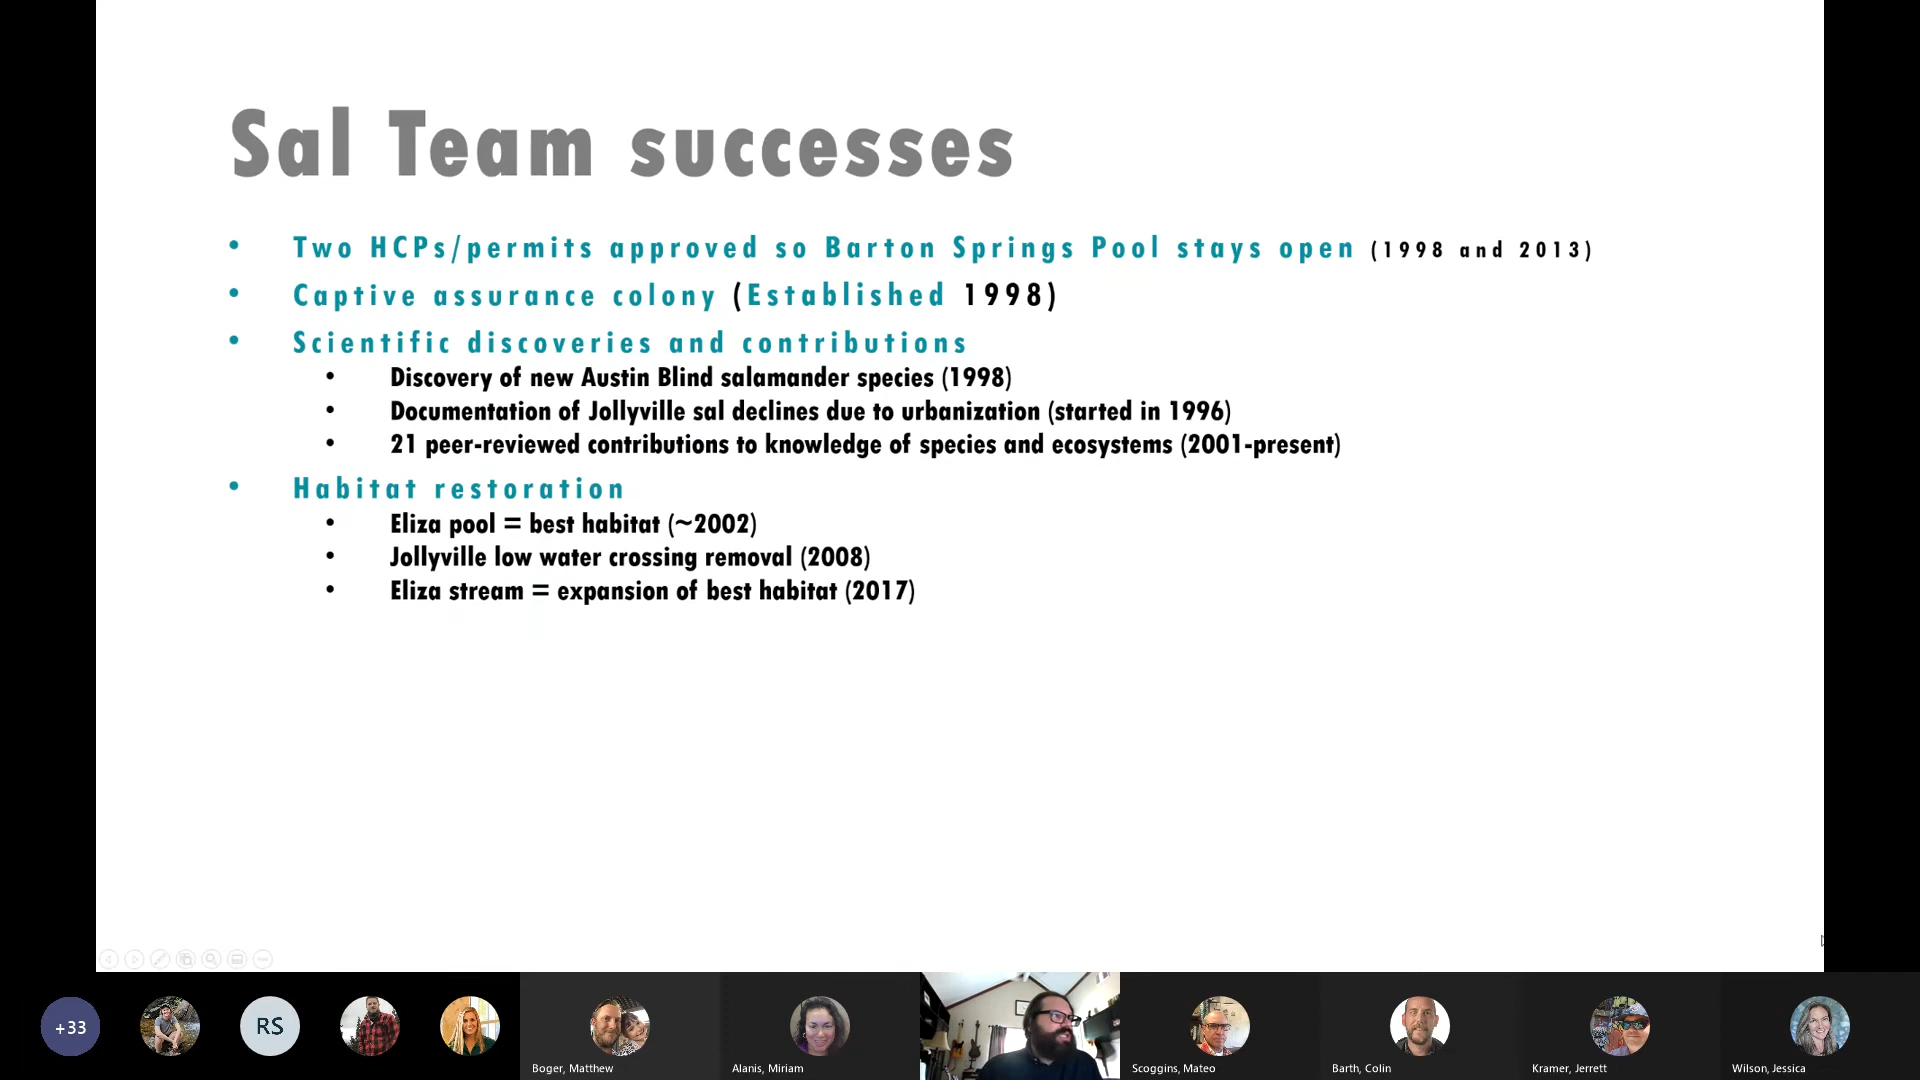 Sal Team successes
• Two HCPs/permits approved so Barton Springs Pool stays open (1998 and 2013)
• Captive assurance colony (Established 1998)
• Scientific discoveries and contributions
• Discovery of new Austin Blind salamander species (1998)
• Documentation of Jollyville sal declines due to urbanization (started in 1996)
• 21 peer-reviewed contributions to knowledge of species and ecosystems (2001-present)
• Habitat restoration
• Eliza pool = best habitat (~2002)
• Jollyville low water crossing removal (2008)
• Eliza stream = expansion of best habitat (2017)
+33
RS
Boger, Matthew
Alanis, Miriam
Scoggins, Mateo
Barth, Colin
Kramer, Jerrett
Wilson, Jessica